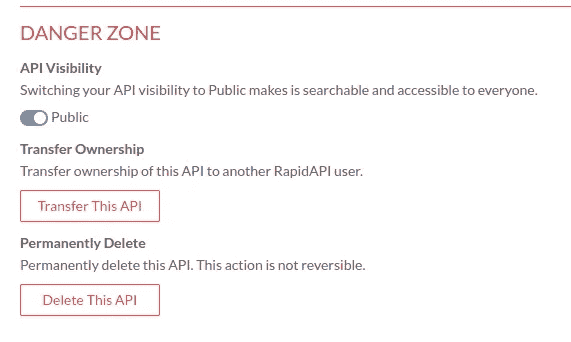 DANGER ZONE
API Visibility
Switching your API visibility to Public makes is searchable and accessible to everyone.
Public
Transfer Ownership
Transfer ownership of this API to another RapidAPI user.
Transfer This API
Permanently Delete
Permanently delete this API. This action is not reversible.
Delete This API